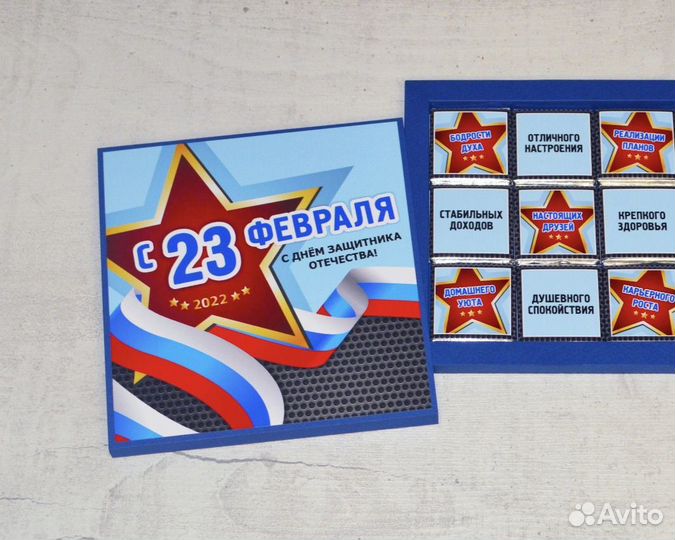 С 23 ФЕВРАЛЯ
С ДНЁМ ЗАЩИТНИКА
ОТЕЧЕСТВА!
2022
БОДРОСТИ
ДУХА
ОТЛИЧНОГО
НАСТРОЕНИЯ
РЕАЛИЗАЦИИ
ПЛАНОВ
СТАБИЛЬНЫХ
ДОХОДОВ
НАСТОЯЩИХ
ДРУЗЕЙ
КРЕПКОГО
ЗДОРОВЬЯ
ДОМАШНЕГО
УЮТА
ДУШЕВНОГО
СПОКОЙСТВИЯ
КАРЬЕРНОГО
РОСТА
Avito